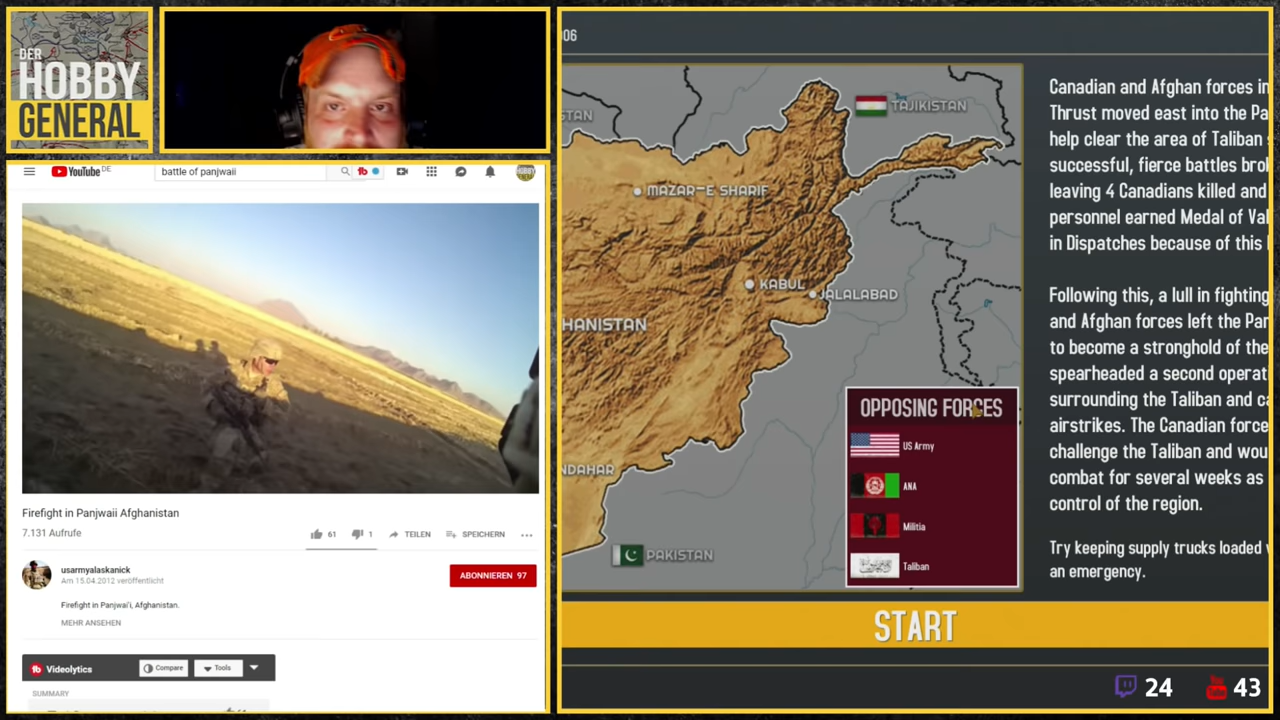 DER
HOBBY
GENERAL
YouTube DE
battle of panjwaii
Firefight in Panjwaii Afghanistan
7.131 Aufrufe
61
1
TEILEN
SPEICHERN
usarmyalaskanick
Am 15.04.2012 veröffentlicht
ABONNIEREN 97
Firefight in Panjwai'i, Afghanistan.
MEHR ANSEHEN
Videolytics
Compare
Tools
SUMMARY
06
STAN
TAJIKISTAN
MAZAR-E SHARIF
KABUL
JALALABAD
HANISTAN
NDAHAR
PAKISTAN
OPPOSING FORCES
US Army
ANA
Militia
Taliban
Canadian and Afghan forces in
Thrust moved east into the Pa
help clear the area of Taliban
successful, fierce battles bro
leaving 4 Canadians killed and
personnel earned Medal of Val
in Dispatches because of this
Following this, a lull in fighting
and Afghan forces left the Pan
to become a stronghold of the
spearheaded a second operati
surrounding the Taliban and ca
airstrikes. The Canadian force
challenge the Taliban and wou
combat for several weeks as
control of the region.
Try keeping supply trucks loaded
an emergency.
START
24
43